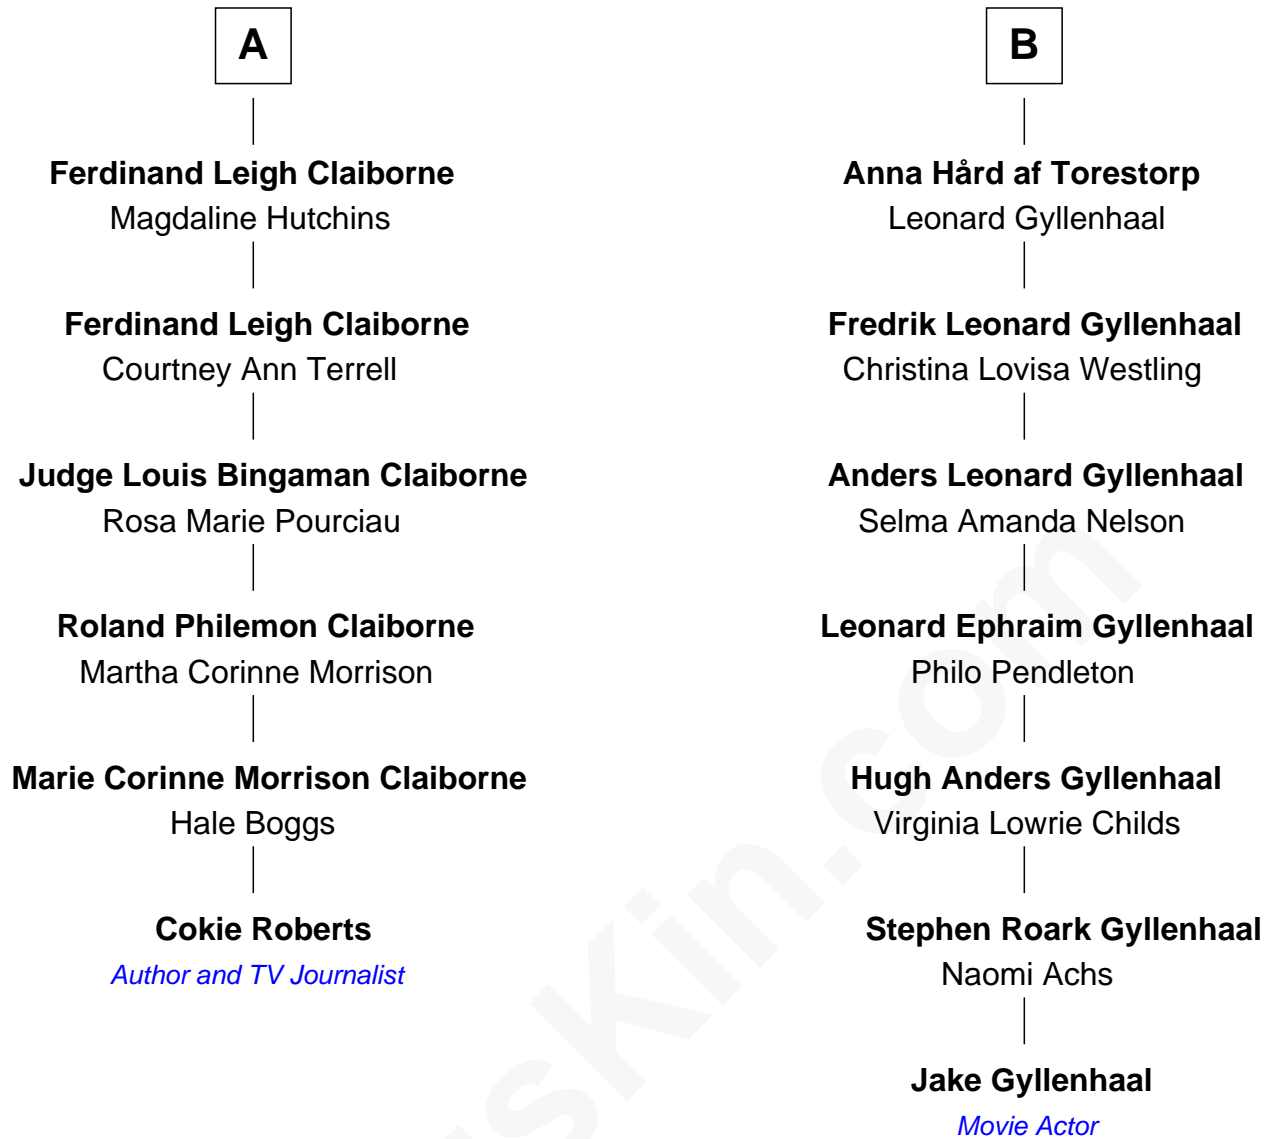 A
Ferdinand Leigh Claiborne
Magdaline Hutchins
Ferdinand Leigh Claiborne
Courtney Ann Terrell
Judge Louis Bingaman Claiborne
Rosa Marie Pourciau
Roland Philemon Claiborne
Martha Corinne Morrison
Marie Corinne Morrison Claiborne
Hale Boggs
Cokie Roberts
Author and TV Journalist
B
Anna Hård af Torestorp
Leonard Gyllenhaal
Fredrik Leonard Gyllenhaal
Christina Lovisa Westling
Anders Leonard Gyllenhaal
Selma Amanda Nelson
Leonard Ephraim Gyllenhaal
Philo Pendleton
Hugh Anders Gyllenhaal
Virginia Lowrie Childs
Stephen Roark Gyllenhaal
Naomi Achs
Jake Gyllenhaal
Movie Actor